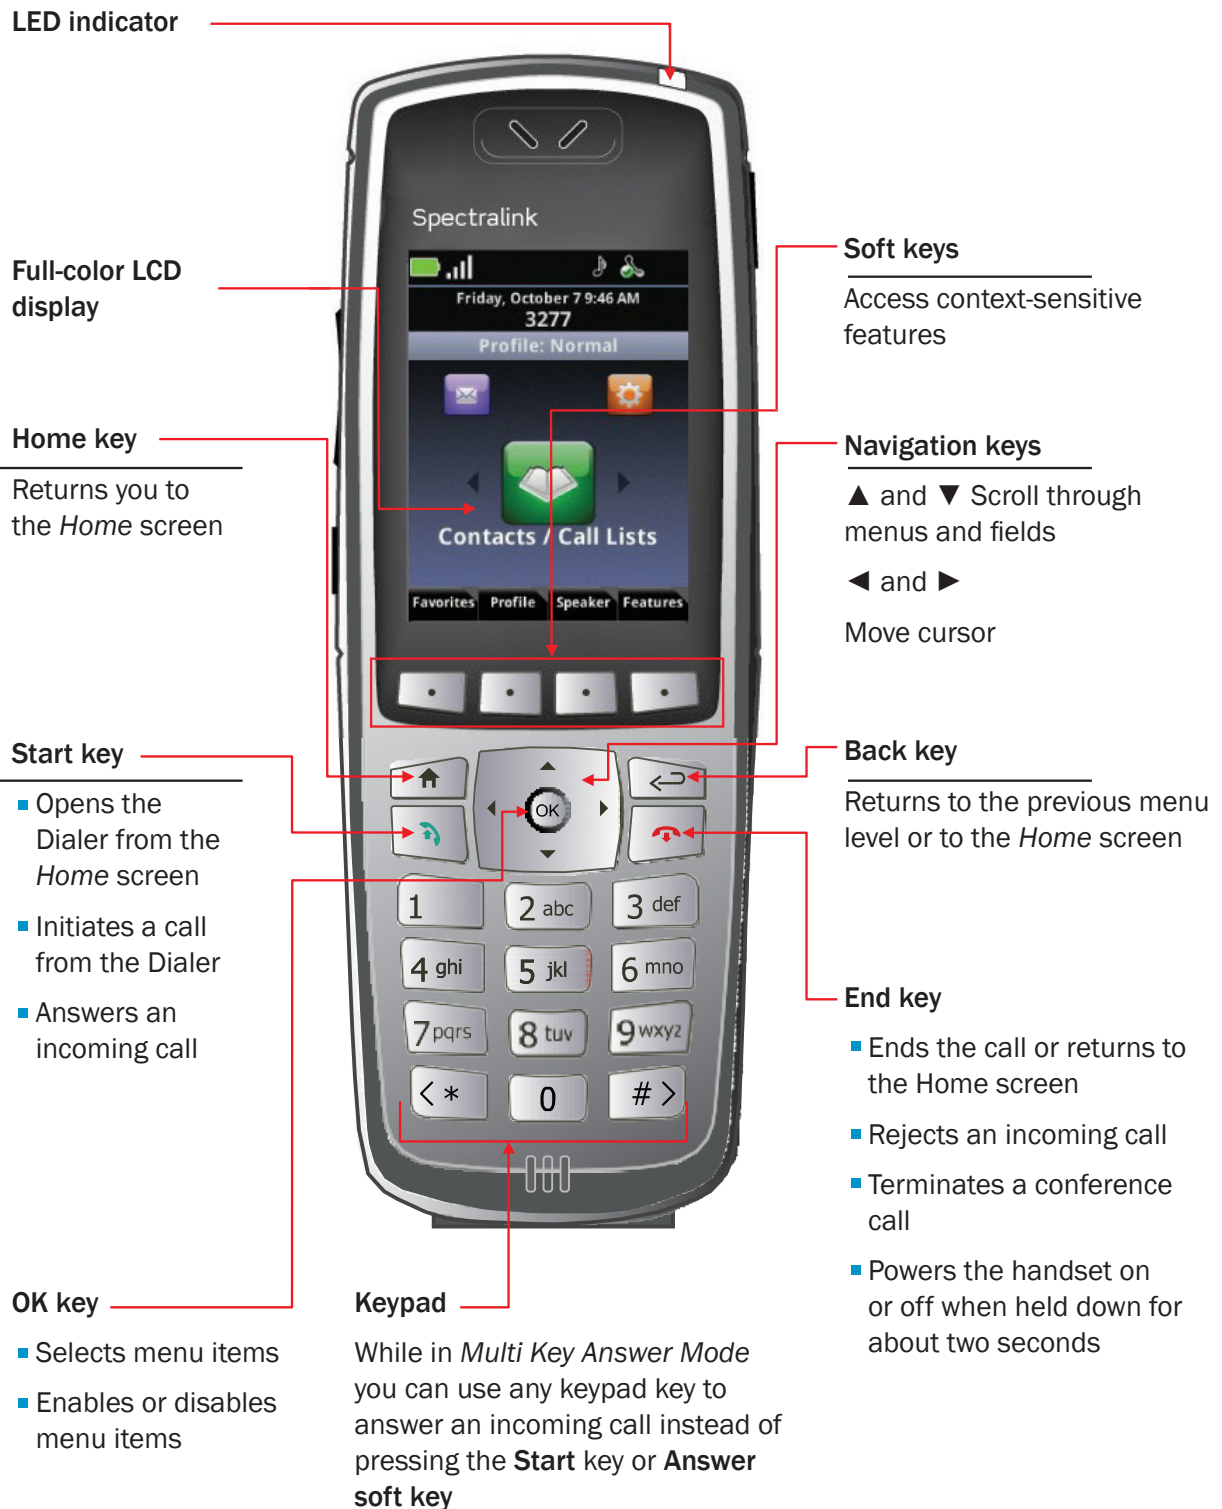 LED indicator
Spectralink
Full-color LCD
display
Friday, October 7 9:46 AM
3277
Profile: Normal
Contacts / Call Lists
Favorites Profile Speaker Features
Soft keys
Access context-sensitive
features
Home key
Returns you to
the Home screen
Navigation keys
▲ and ▼ Scroll through
menus and fields
◄ and ►
Move cursor
Start key
■ Opens the
Dialer from the
Home screen
■ Initiates a call
from the Dialer
■ Answers an
incoming call
Back key
Returns to the previous menu
level or to the Home screen
OK
1 2 abc 3 def
4 ghi 5 jkl 6 mno
7pqrs 8 tuv 9wxyz
< * 0 # >
End key
■ Ends the call or returns to
the Home screen
■ Rejects an incoming call
■ Terminates a conference
call
■ Powers the handset on
or off when held down for
about two seconds
OK key
■ Selects menu items
■ Enables or disables
menu items
Keypad
While in Multi Key Answer Mode
you can use any keypad key to
answer an incoming call instead of
pressing the Start key or Answer
soft key